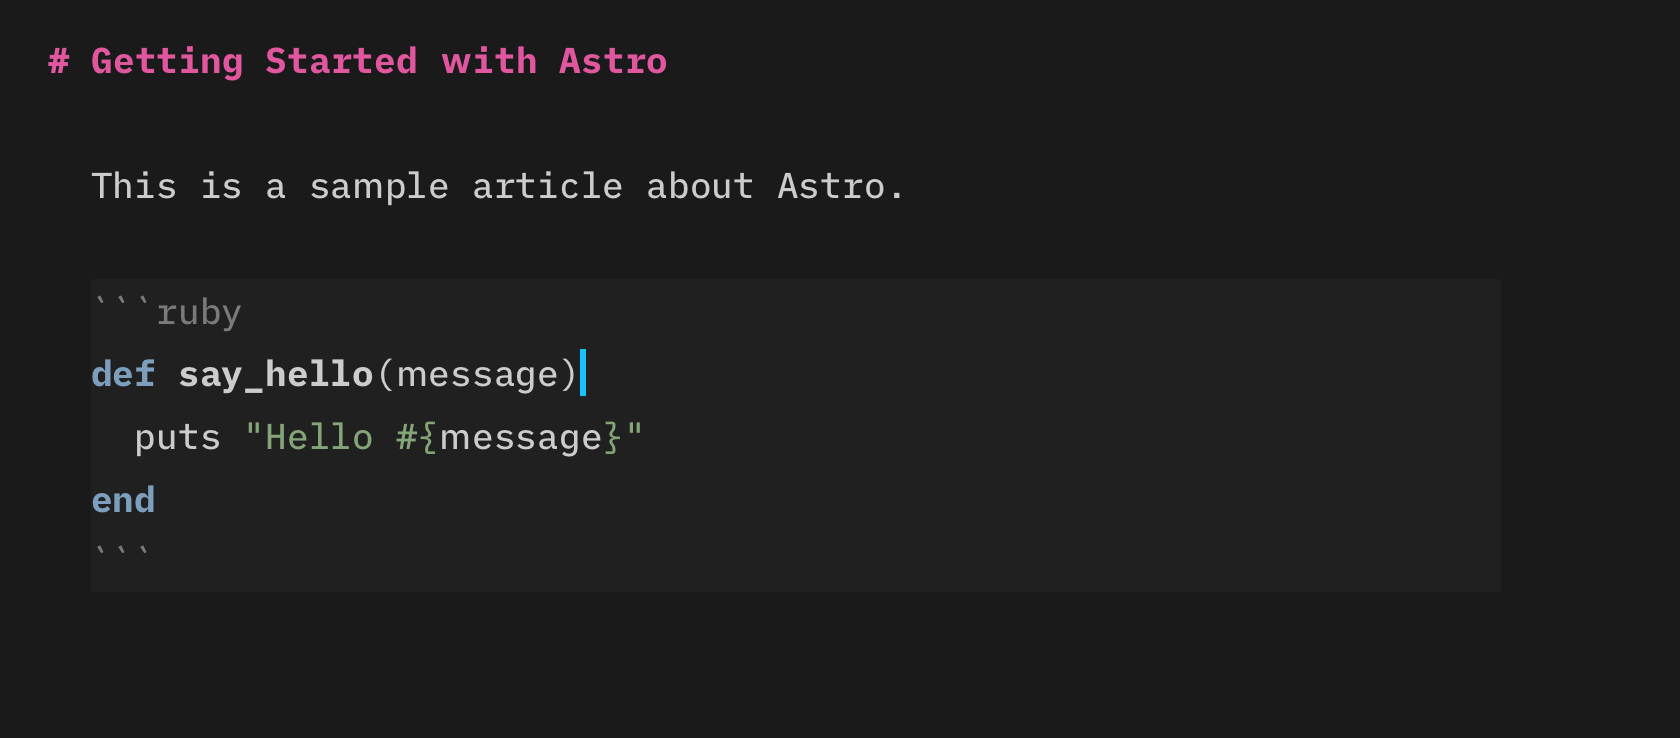 # Getting Started with Astro
This is a sample article about Astro.
```ruby
def say_hello(message)
  puts "Hello #{message}"
end
```